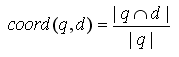 coord(q,d) = |q∩d| / |q|